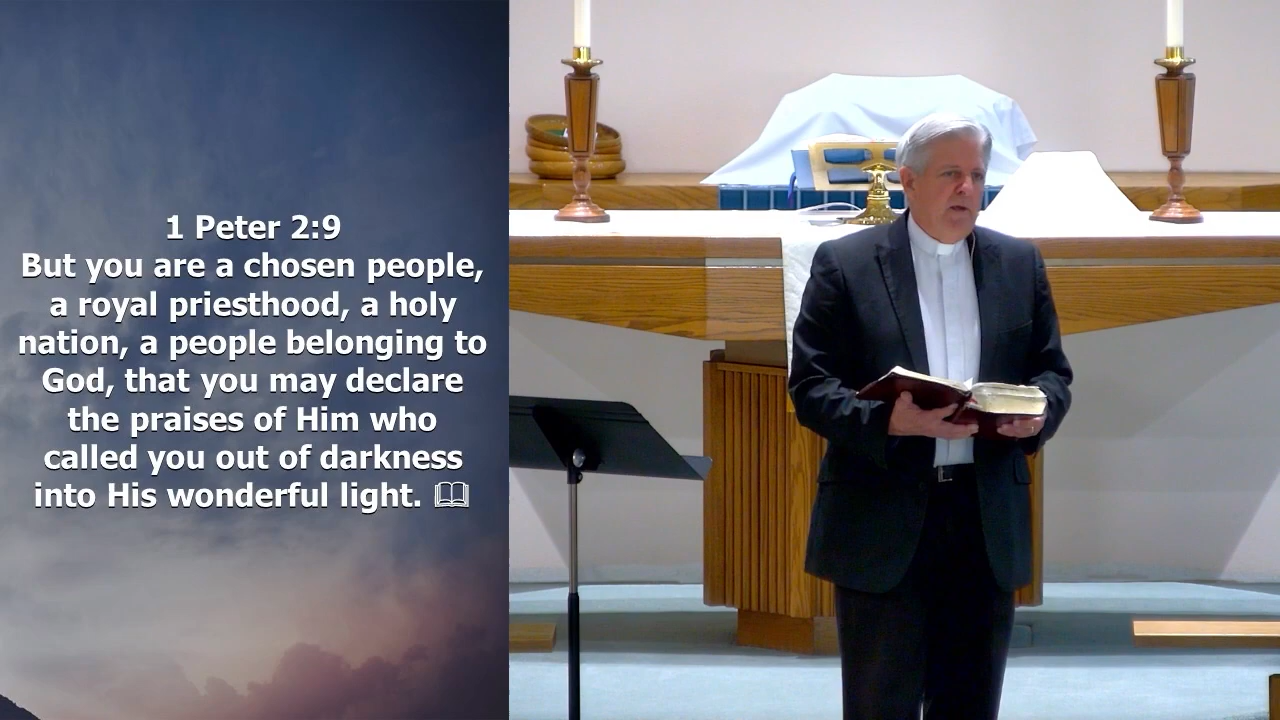 1 Peter 2:9
But you are a chosen people,
a royal priesthood, a holy
nation, a people belonging to
God, that you may declare
the praises of Him who
called you out of darkness
into His wonderful light. 📖